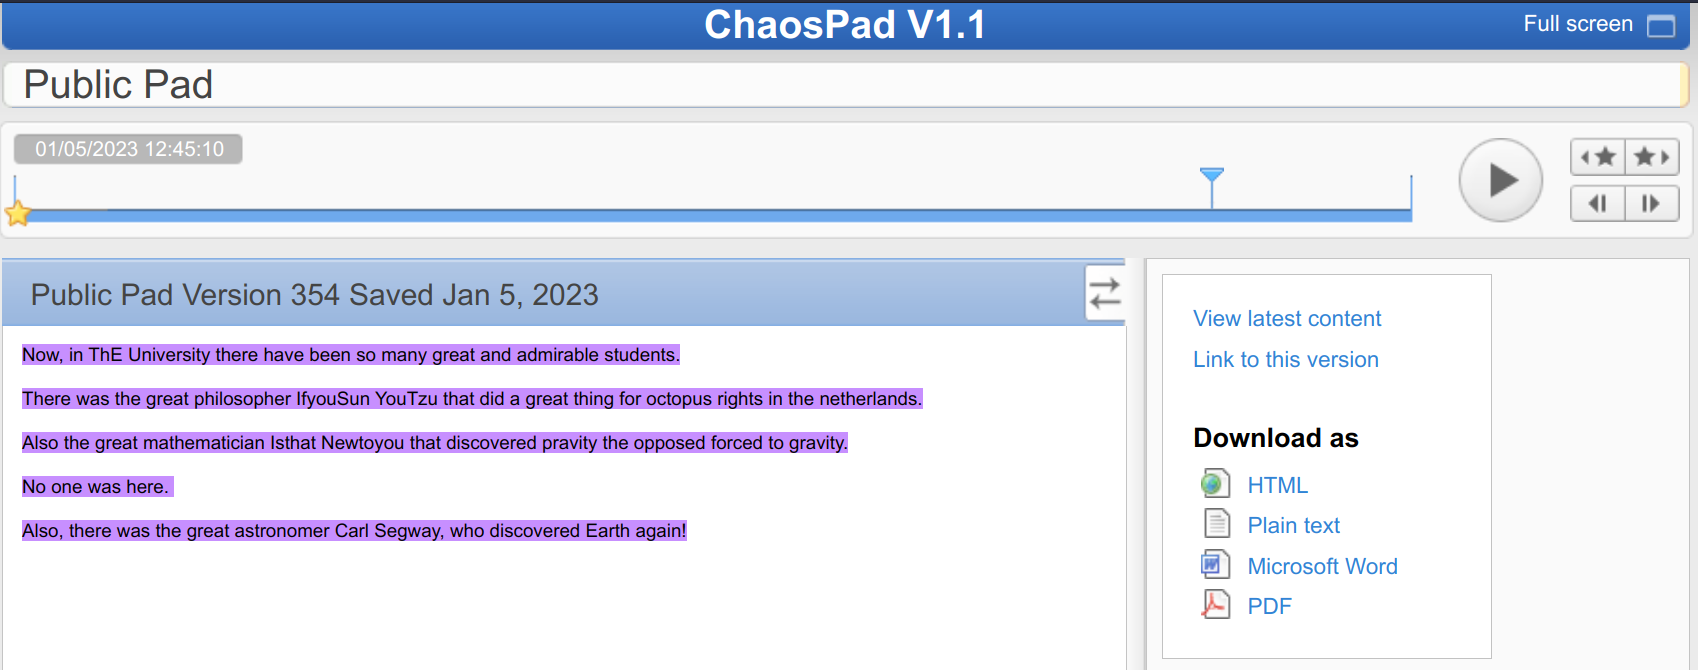 ChaosPad V1.1
Full screen
Public Pad
01/05/2023 12:45:10
Public Pad Version 354 Saved Jan 5, 2023
Now, in ThE University there have been so many great and admirable students.
There was the great philosopher IfyouSun YouTzu that did a great thing for octopus rights in the netherlands.
Also the great mathematician Isthat Newtoyou that discovered pravity the opposed forced to gravity.
No one was here.
Also, there was the great astronomer Carl Segway, who discovered Earth again!
View latest content
Link to this version
Download as
HTML
Plain text
Microsoft Word
PDF